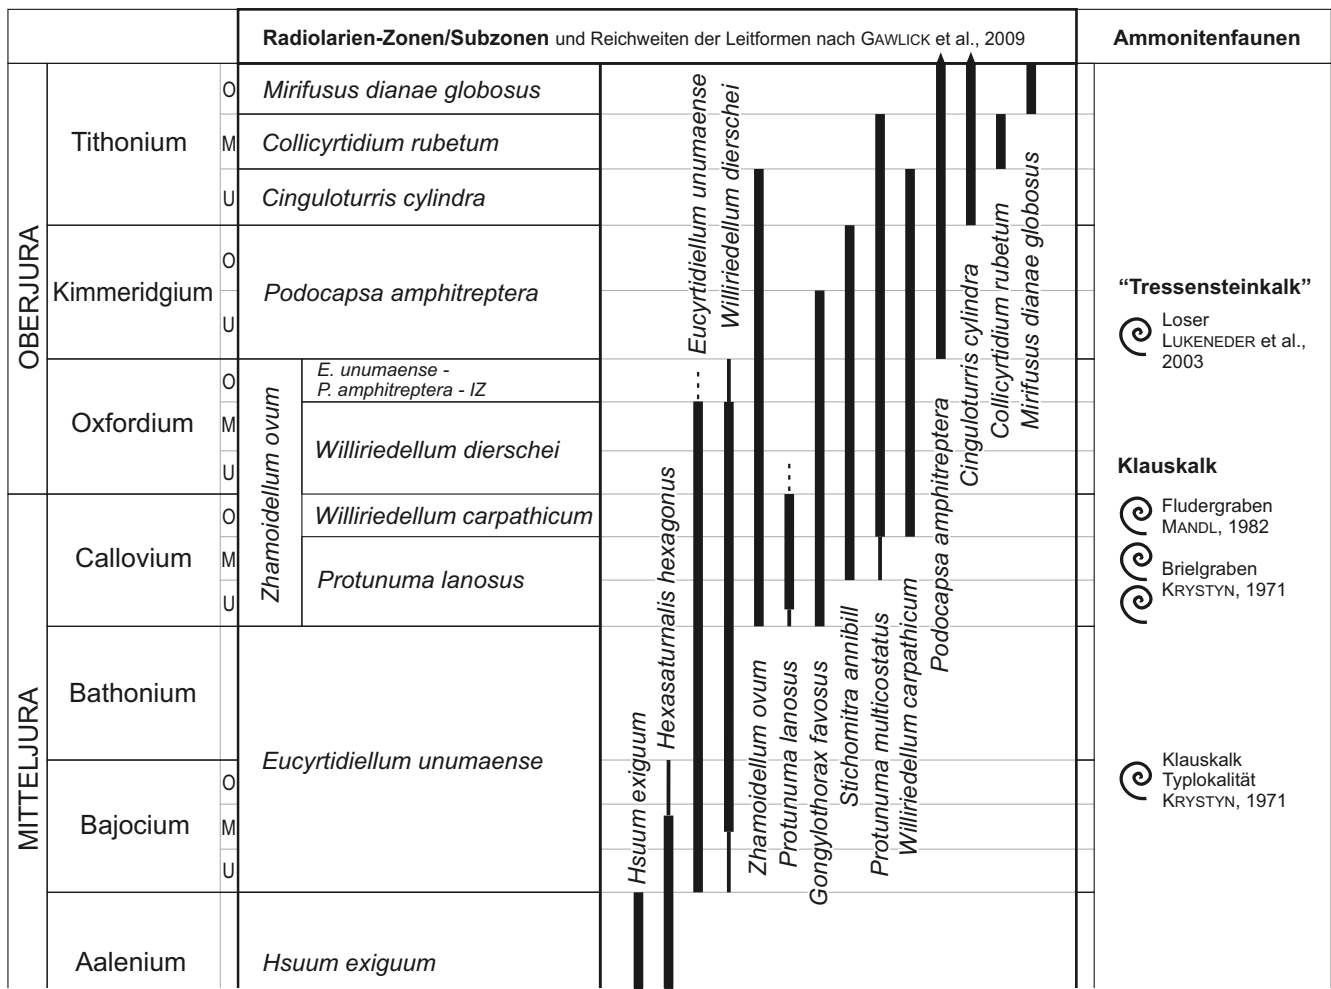 Radiolarien-Zonen/Subzonen und Reichweiten der Leitformen nach GAWLICK et al., 2009
Ammonitenfaunen
OBERJURA
MITTELJURA
Tithonium
O
M
U
Kimmeridgium
O
U
Oxfordium
O
M
U
Callovium
O
M
U
Bathonium
Bajocium
O
M
U
Aalenium
Mirifusus dianae globosus
Collicyrtidium rubetum
Cinguloturris cylindra
Podocapsa amphitreptera
Zhamoidellum ovum
E. unumaense -
P. amphitreptera - IZ
Williriedellum dierschei
Williriedellum carpathicum
Protunuma lanosus
Eucyrtidiellum unumaense
Hsuum exiguum
Hsuum exiguum
Hexasaturnalis hexagonus
Eucyrtidiellum unumaense
Williriedellum dierschei
Zhamoidellum ovum
Protunuma lanosus
Gongylothorax favosus
Stichomitra annibill
Protunuma multicostatus
Williriedellum carpathicum
Podocapsa amphitreptera
Cinguloturris cylindra
Collicyrtidium rubetum
Mirifusus dianae globosus
“Tressensteinkalk”
Loser
LUKENEDER et al.,
2003
Klauskalk
Fludergraben
MANDL, 1982
Brielgraben
KRYSTYN, 1971
Klauskalk
Typlokalität
KRYSTYN, 1971